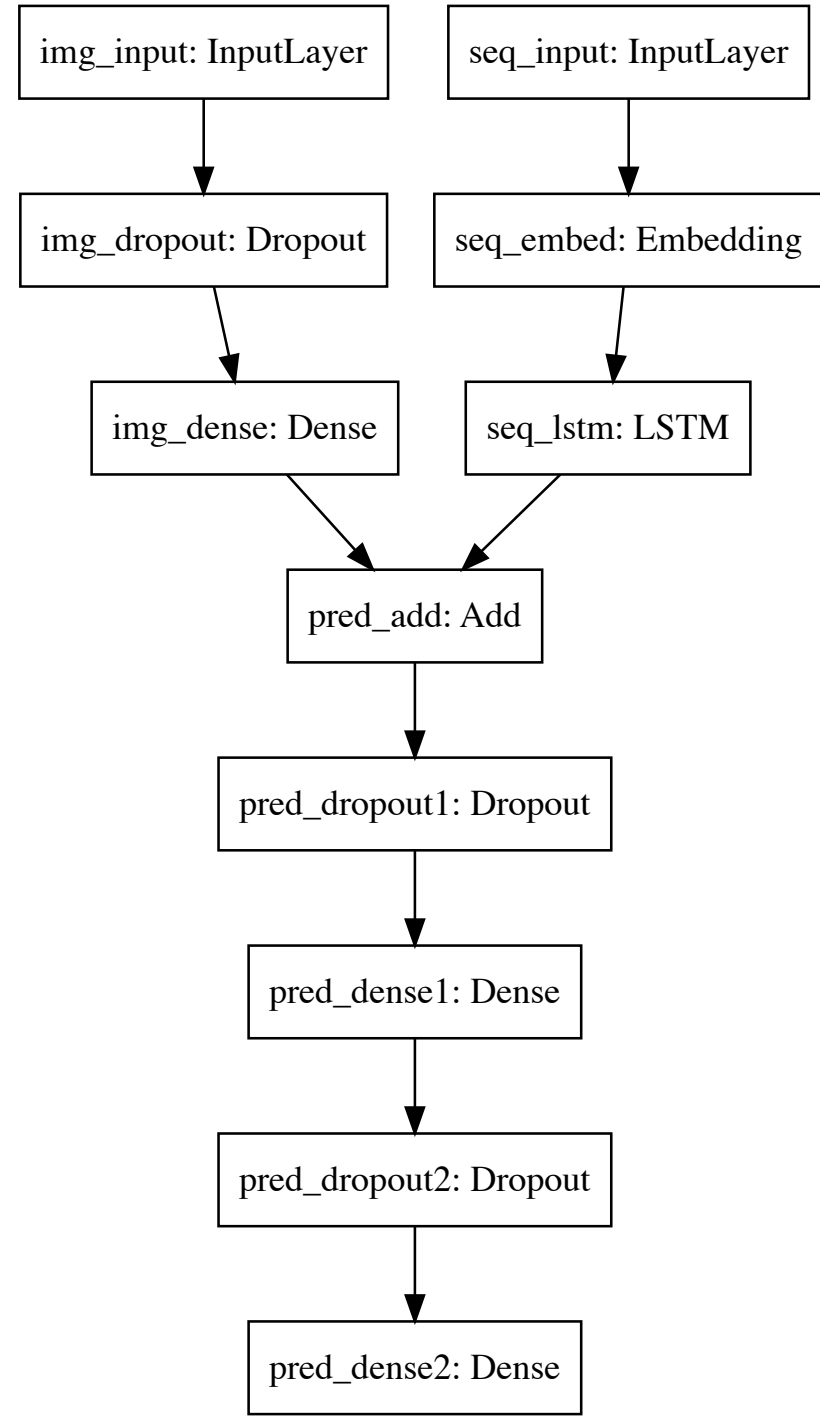 img_input: InputLayer
seq_input: InputLayer
img_dropout: Dropout
seq_embed: Embedding
img_dense: Dense
seq_lstm: LSTM
pred_add: Add
pred_dropout1: Dropout
pred_dense1: Dense
pred_dropout2: Dropout
pred_dense2: Dense